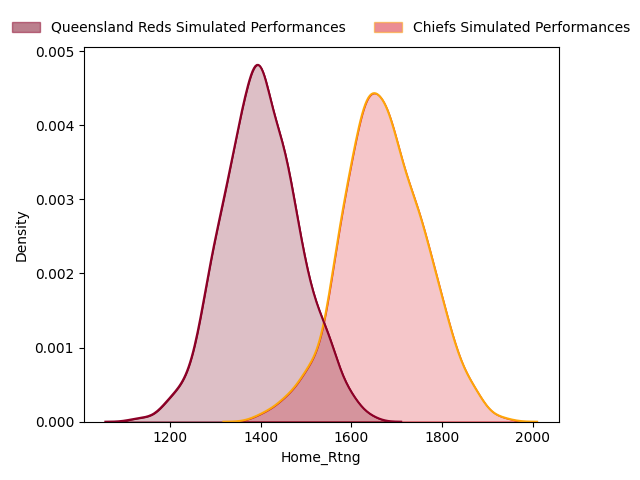 Queensland Reds Simulated Performances
Chiefs Simulated Performances
0.005
0.004
0.003
0.002
0.001
0.000
Density
1200
1400
1600
1800
2000
Home_Rtng